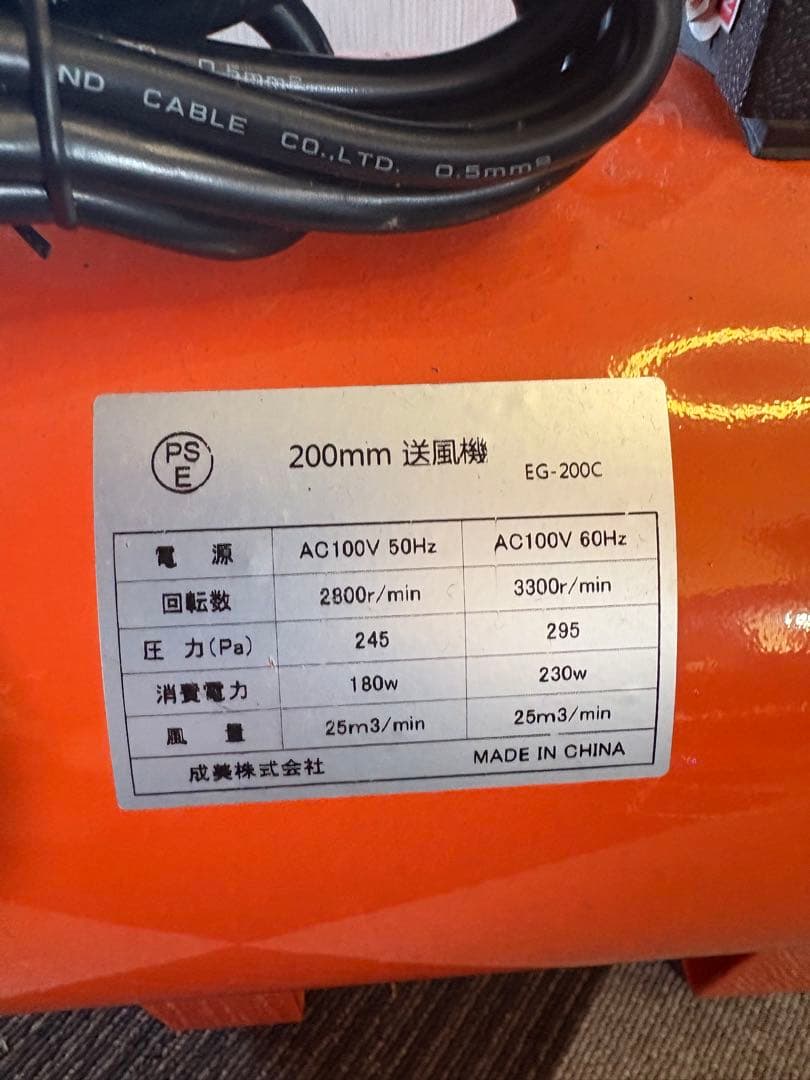 0.5mm2
ND CABLE CO.,LTD. 0.5mm2
PS
E
200mm 送風機 EG-200C
電 源 AC100V 50Hz AC100V 60Hz
回転数 2800r/min 3300r/min
圧 力(Pa) 245 295
消費電力 180w 230w
風 量 25m3/min 25m3/min
成美株式会社 MADE IN CHINA